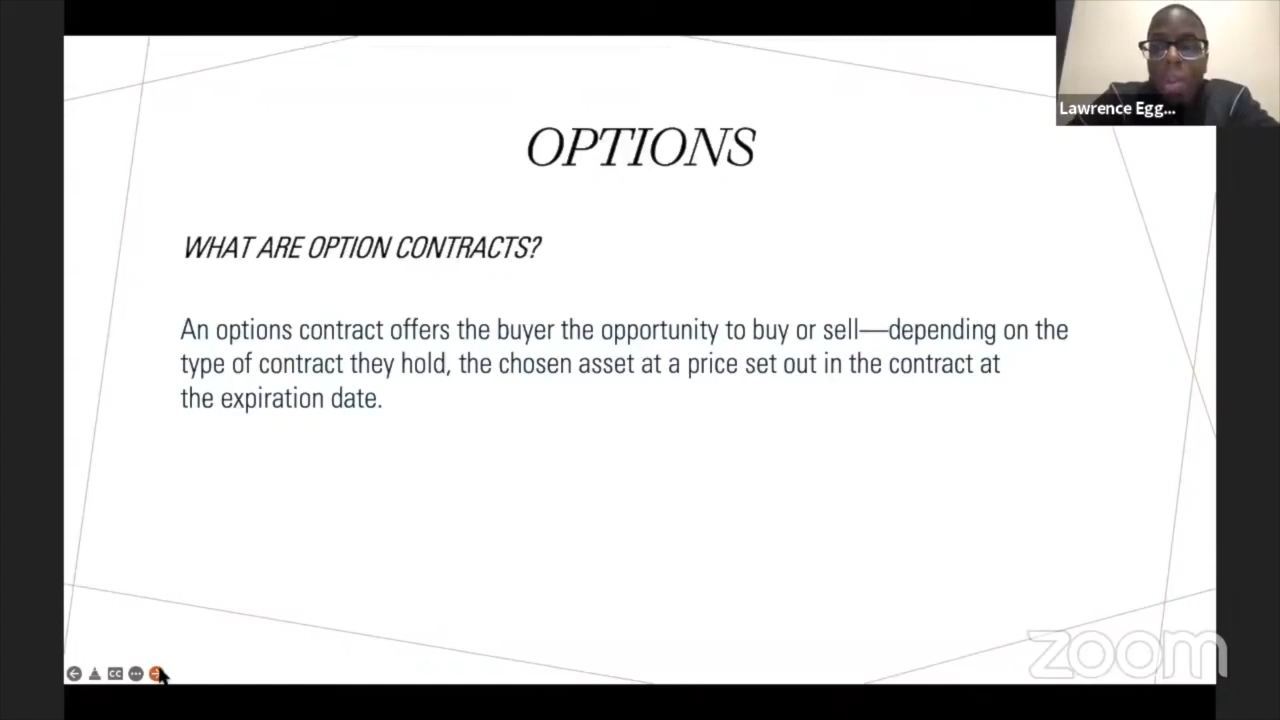 Lawrence Egg...
OPTIONS
WHAT ARE OPTION CONTRACTS?
An options contract offers the buyer the opportunity to buy or sell—depending on the
type of contract they hold, the chosen asset at a price set out in the contract at
the expiration date.
CC
zoom